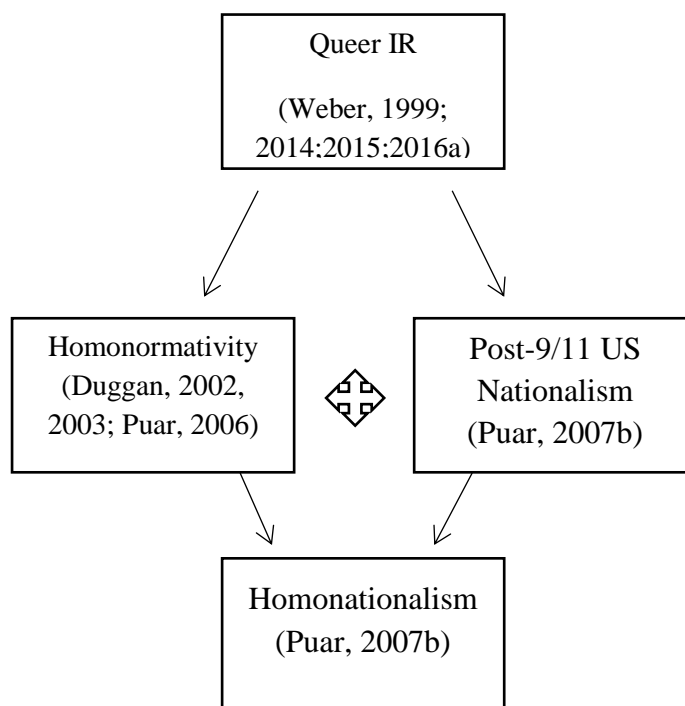 Queer IR
(Weber, 1999;
2014;2015;2016a)
Homonormativity
(Duggan, 2002,
2003; Puar, 2006)
Post-9/11 US
Nationalism
(Puar, 2007b)
Homonationalism
(Puar, 2007b)